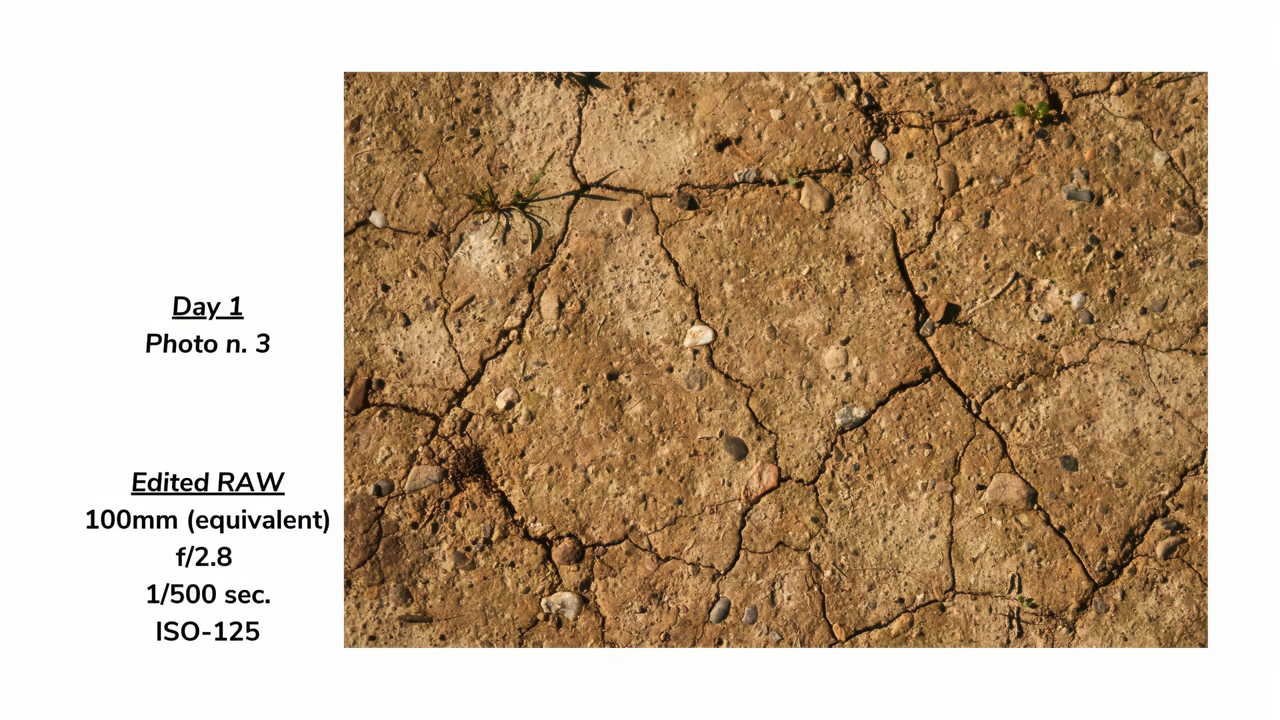 Day 1
Photo n. 3
Edited RAW
100mm (equivalent)
f/2.8
1/500 sec.
ISO-125